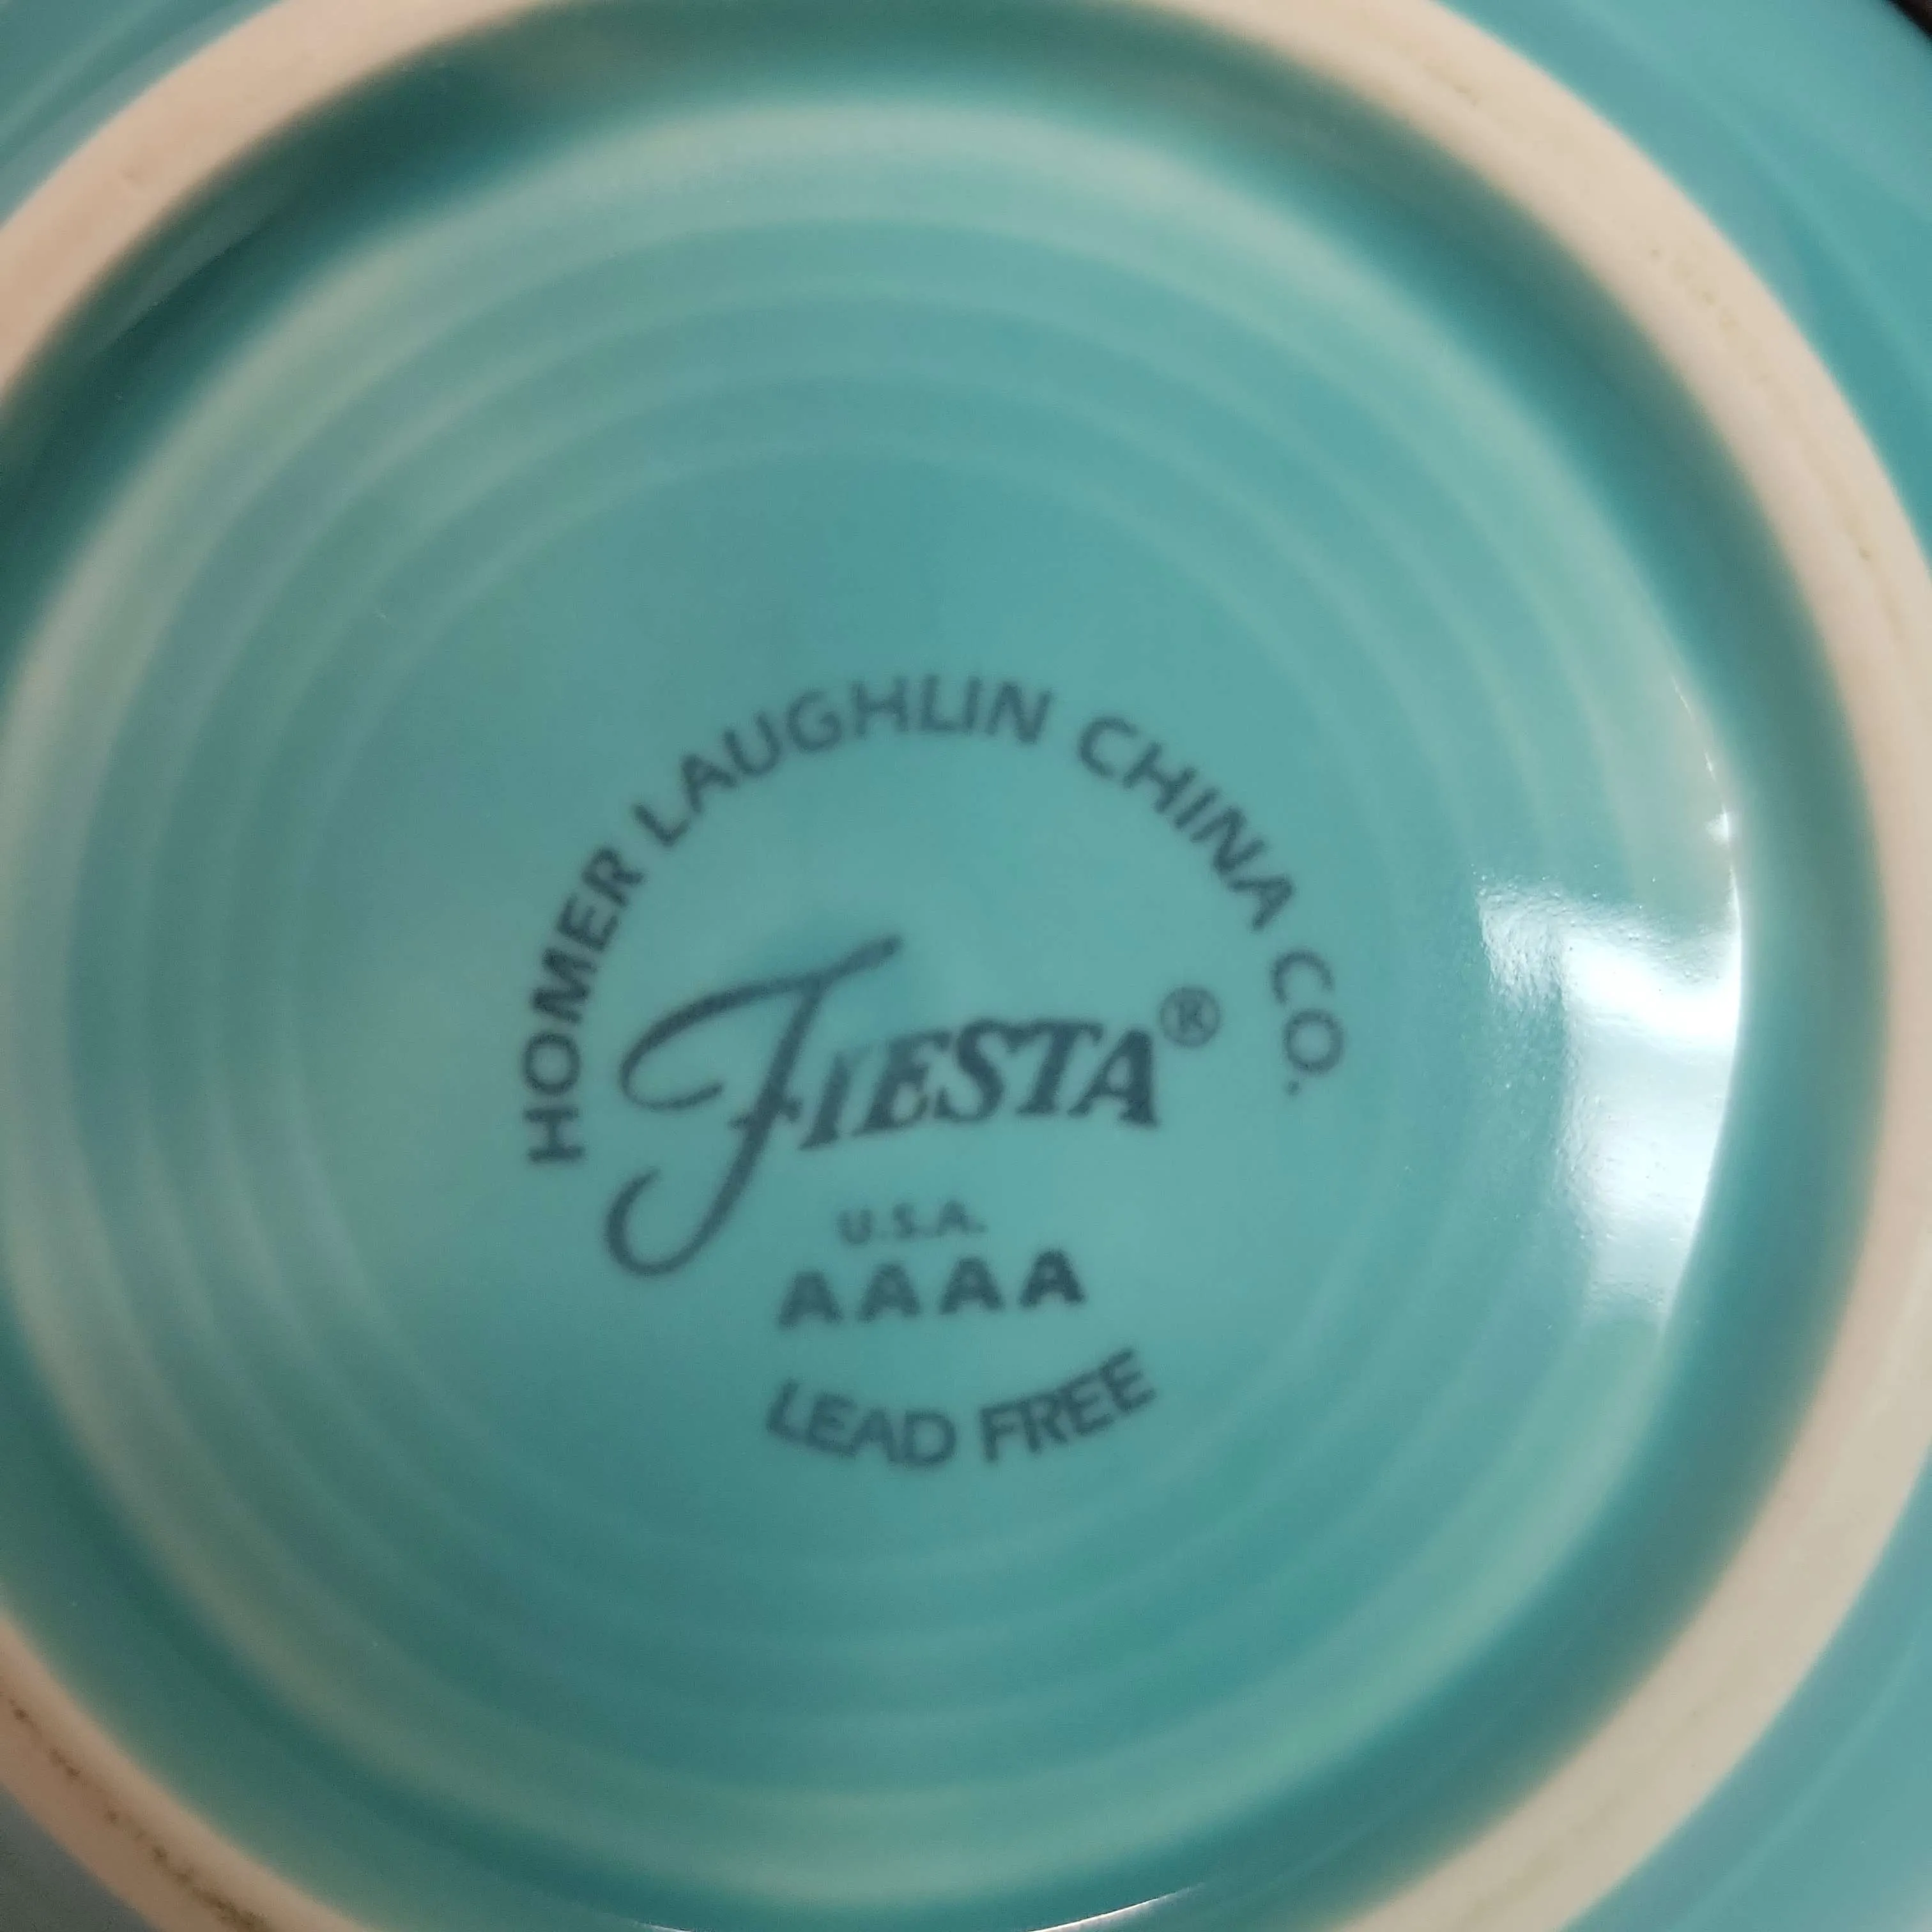 HOMER LAUGHLIN CHINA CO.
FIESTA®
U.S.A.
AAAA
LEAD FREE